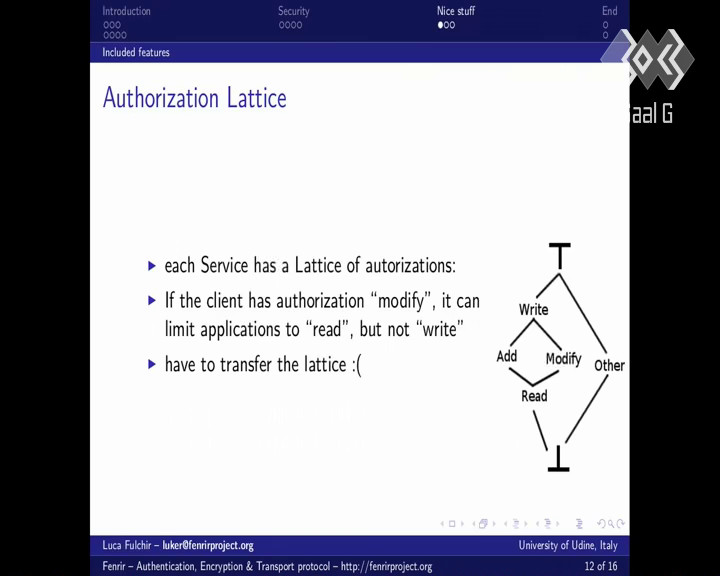 Introduction
Security
Nice stuff
End
Included features
Authorization Lattice
each Service has a Lattice of autorizations:
If the client has authorization “modify”, it can
limit applications to “read”, but not “write”
have to transfer the lattice :(
Write
Add
Modify
Other
Read
Luca Fulchir – luker@fenrirproject.org
University of Udine, Italy
Fenrir – Authentication, Encryption & Transport protocol – http://fenrirproject.org
12 of 16
Saal G